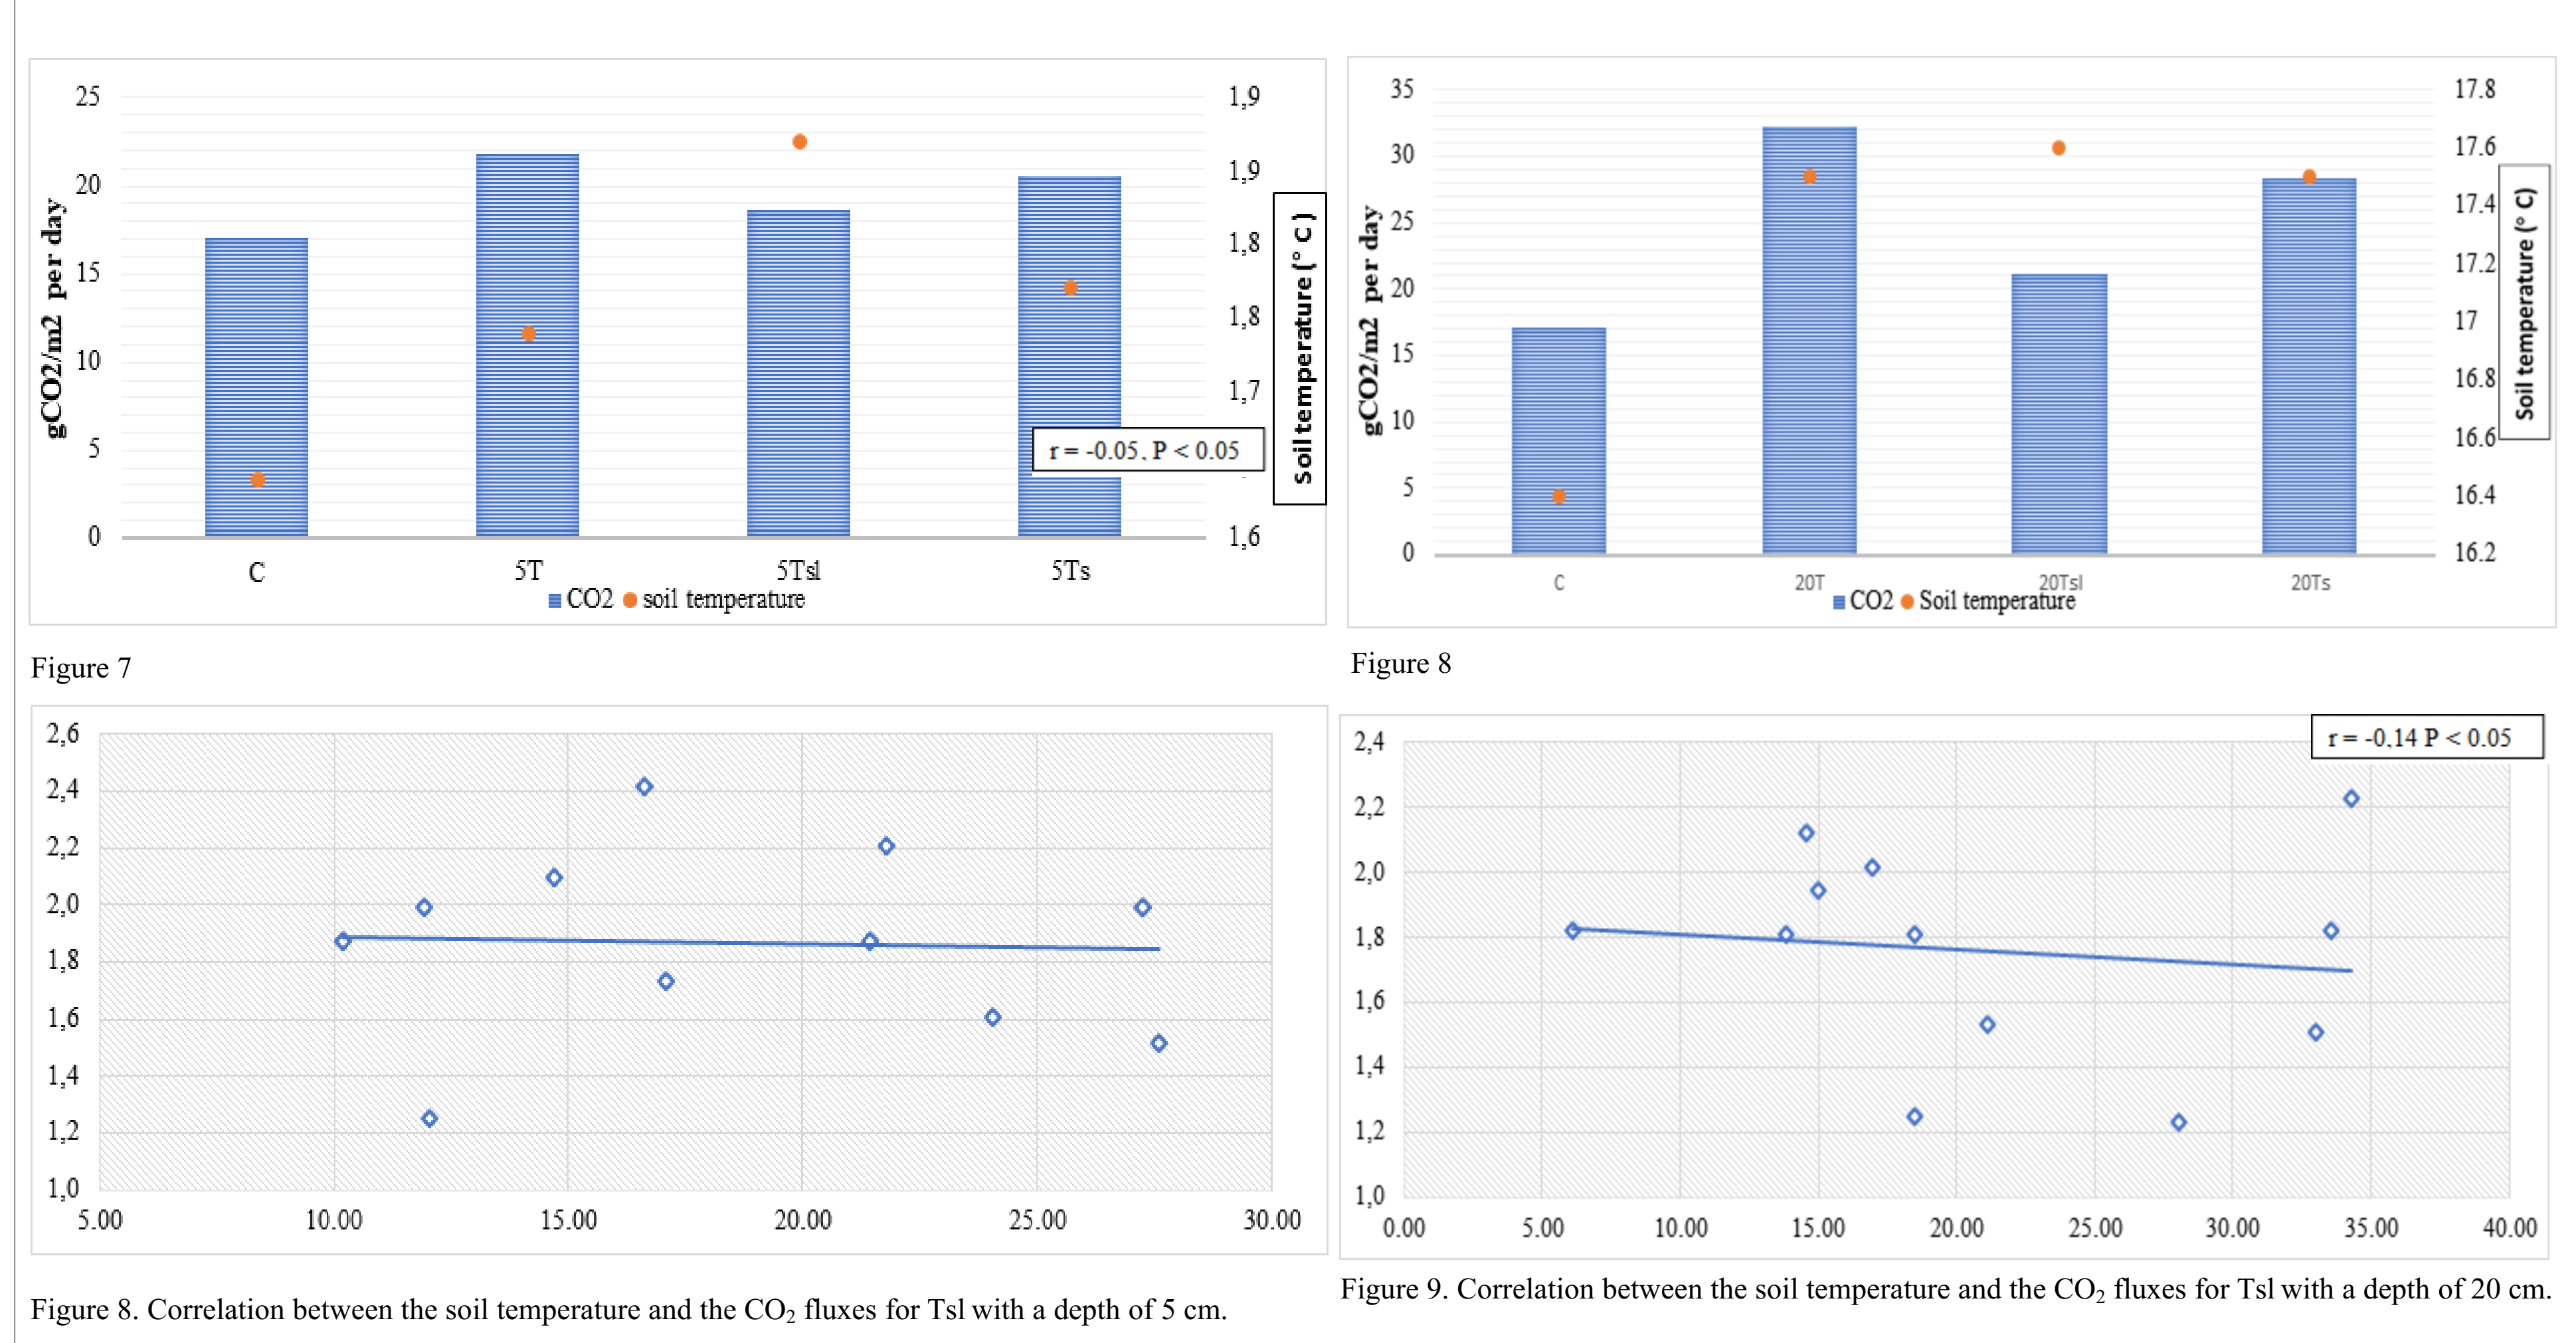 25
20
15
10
5
0
gCO2/m2 per day
1,9
1,9
1,8
1,8
1,7
1,6
Soil temperature (° C)
r = -0.05, P < 0.05
C 5T 5Tsl 5Ts
CO2 soil temperature
Figure 7
35
30
25
20
15
10
5
0
gCO2/m2 per day
17.8
17.6
17.4
17.2
17
16.8
16.6
16.4
16.2
Soil temperature (° C)
C 20T 20Tsl 20Ts
CO2 Soil temperature
Figure 8
2,6
2,4
2,2
2,0
1,8
1,6
1,4
1,2
1,0
5.00 10.00 15.00 20.00 25.00 30.00
Figure 8. Correlation between the soil temperature and the CO₂ fluxes for Tsl with a depth of 5 cm.
r = -0,14 P < 0.05
2,4
2,2
2,0
1,8
1,6
1,4
1,2
1,0
0.00 5.00 10.00 15.00 20.00 25.00 30.00 35.00 40.00
Figure 9. Correlation between the soil temperature and the CO₂ fluxes for Tsl with a depth of 20 cm.